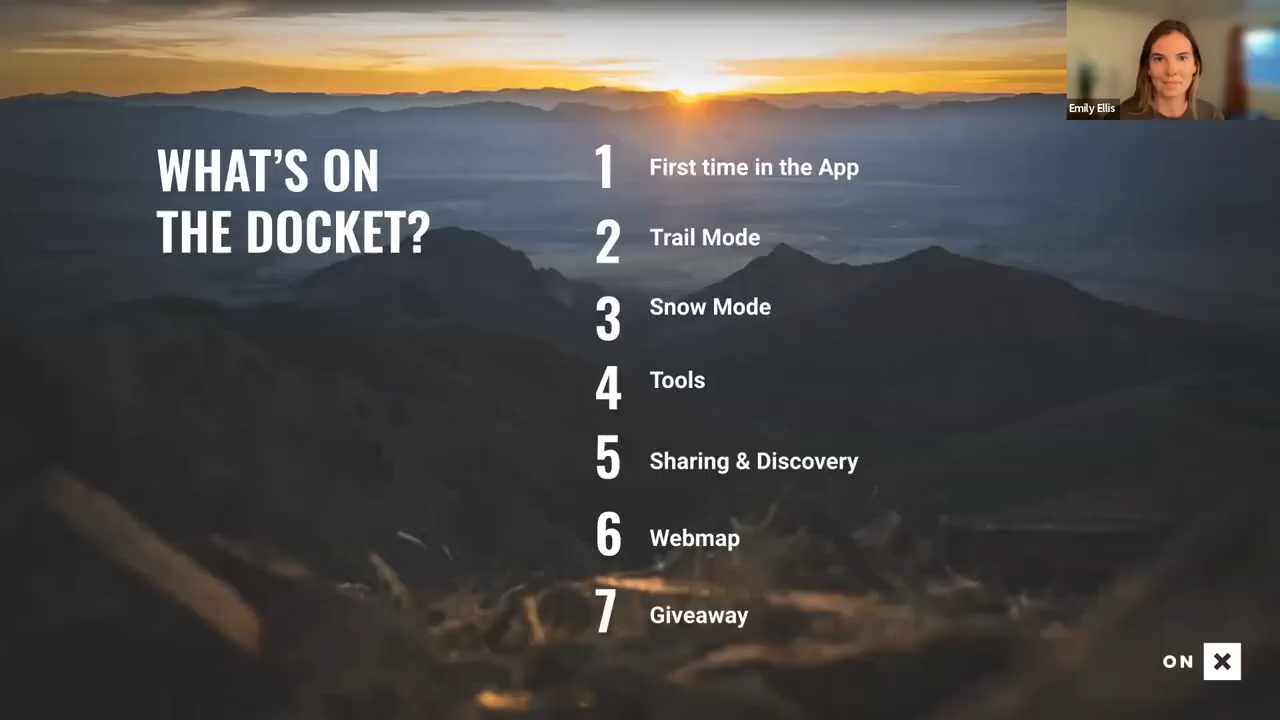 Emily Ellis
WHAT'S ON
THE DOCKET?
1 First time in the App
2 Trail Mode
3 Snow Mode
4 Tools
5 Sharing & Discovery
6 Webmap
7 Giveaway
ON X